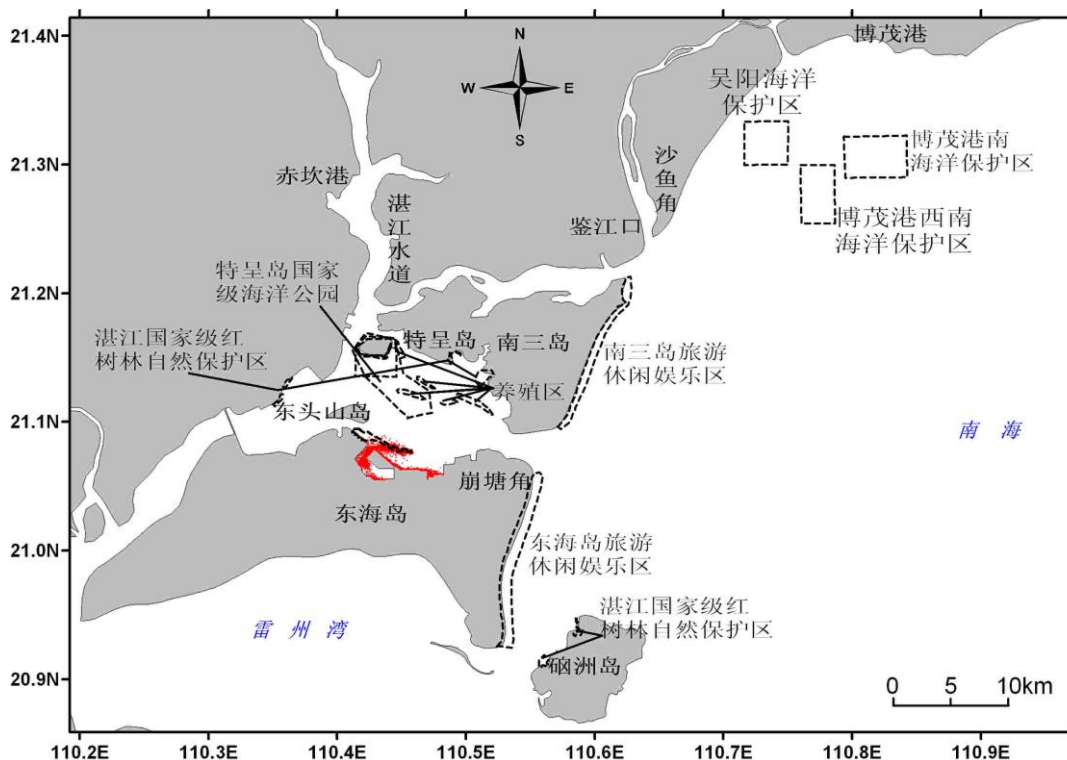 21.4N
21.3N
21.2N
21.1N
21.0N
20.9N
N
W
E
S
博茂港
吴阳海洋
保护区
博茂港南
海洋保护区
博茂港西南
海洋保护区
沙鱼角
赤坎港
湛江水道
鉴江口
特呈岛国家
级海洋公园
湛江国家级红
树林自然保护区
特呈岛
南三岛
南三岛旅游
休闲娱乐区
养殖区
东头山岛
南 海
崩塘角
东海岛
东海岛旅游
休闲娱乐区
雷 州 湾
湛江国家级红
树林自然保护区
硇洲岛
0 5 10km
110.2E 110.3E 110.4E 110.5E 110.6E 110.7E 110.8E 110.9E